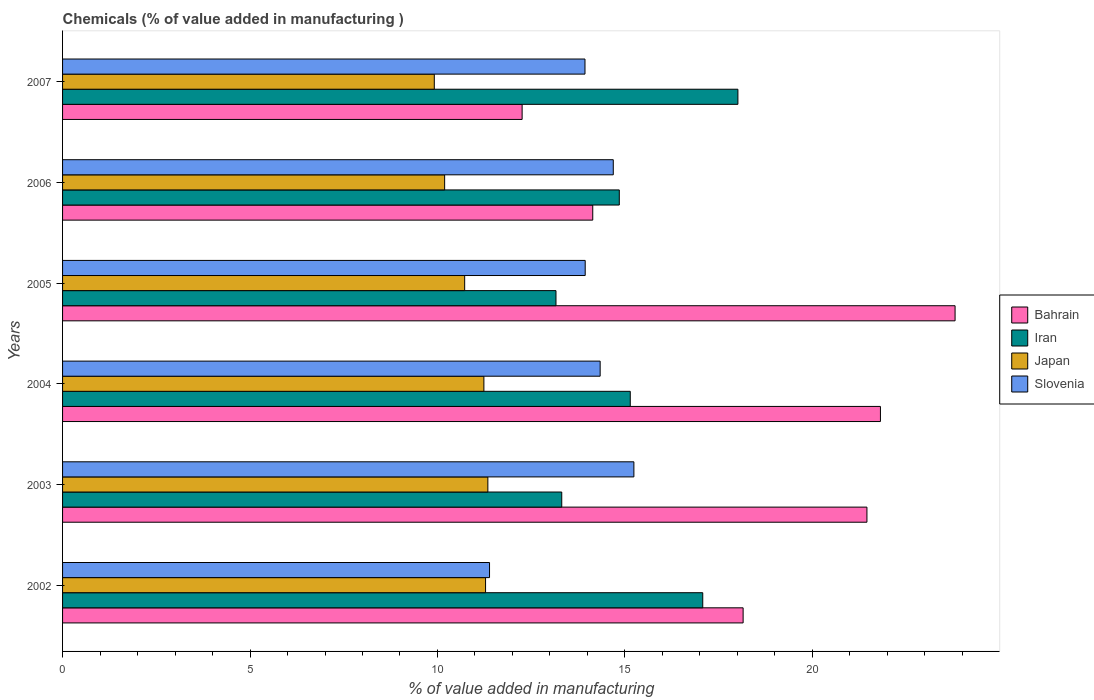 Chemicals (% of value added in manufacturing )
2007
2006
2005
2004
2003
2002
Years
0
5
10
15
20
% of value added in manufacturing
Bahrain
Iran
Japan
Slovenia